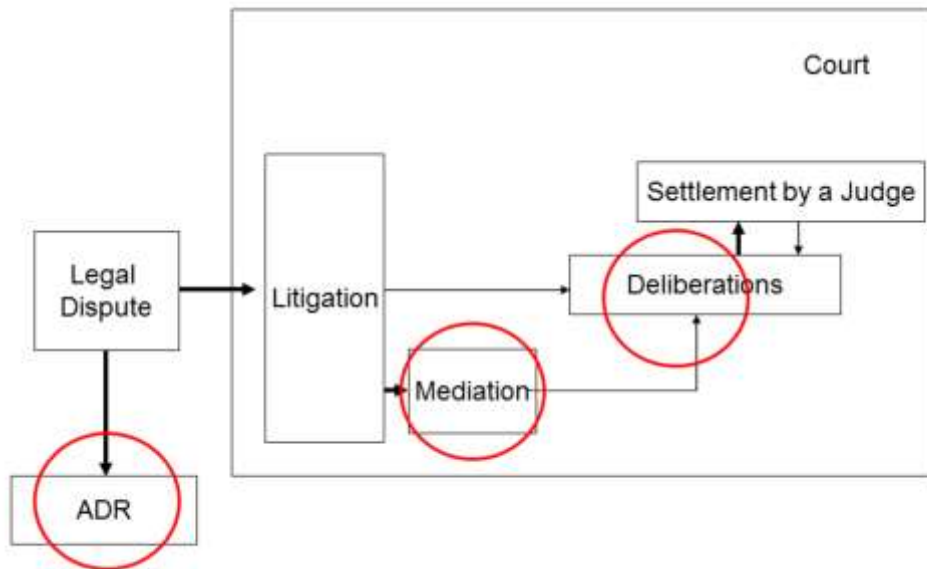 Court
Settlement by a Judge
Legal
Dispute
Litigation
Deliberations
Mediation
ADR